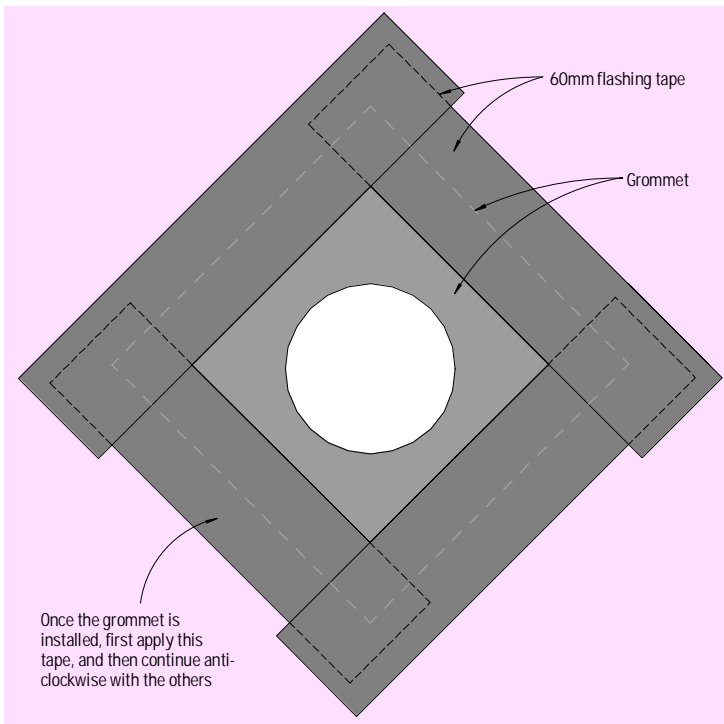 60mm flashing tape
Grommet
Once the grommet is
installed, first apply this
tape, and then continue anti-
clockwise with the others